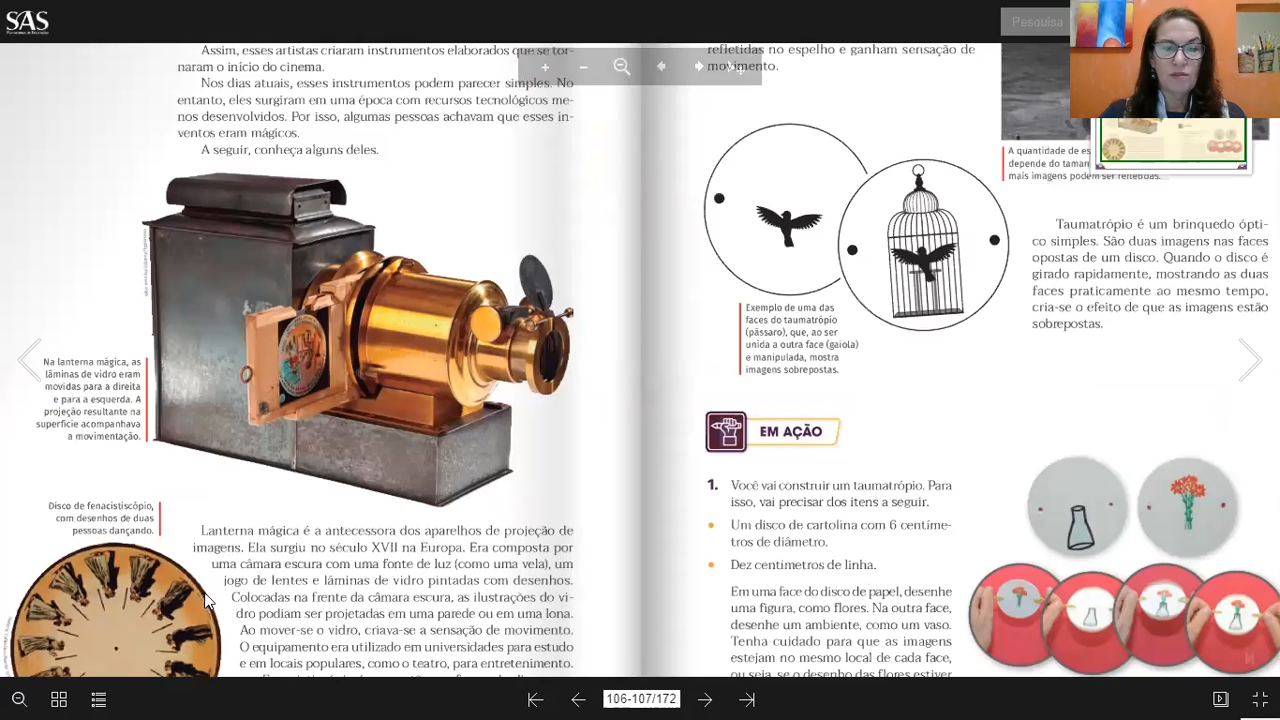 SAS
Pesquisa
Assim, esses artistas criaram instrumentos elaborados que se tor-
naram o início do cinema.
Nos dias atuais, esses instrumentos podem parecer simples. No
entanto, eles surgiram em uma época com recursos tecnológicos me-
nos desenvolvidos. Por isso, algumas pessoas achavam que esses in-
ventos eram mágicos.
A seguir, conheça alguns deles.
Na lanterna mágica, as
lâminas de vidro eram
movidas para a direita
e para a esquerda. A
projeção resultante na
superfície acompanhava
a movimentação.
Disco de fenacistiscópio,
com desenhos de duas
pessoas dançando.
Lanterna mágica é a antecessora dos aparelhos de projeção de
imagens. Ela surgiu no século XVII na Europa. Era composta por
uma câmara escura com uma fonte de luz (como uma vela), um
jogo de lentes e lâminas de vidro pintadas com desenhos.
Colocadas na frente da câmara escura, as ilustrações do vi-
dro podiam ser projetadas em uma parede ou em uma lona.
Ao mover-se o vidro, criava-se a sensação de movimento.
O equipamento era utilizado em universidades para estudo
e em locais populares, como o teatro, para entretenimento.
refletidas no espelho e ganham sensação de
movimento.
A quantidade de es
depende do taman
mais imagens podem ser refletidas.
Exemplo de uma das
faces do taumatrópio
(pássaro), que, ao ser
unida a outra face (gaiola)
e manipulada, mostra
imagens sobrepostas.
Taumatrópio é um brinquedo ópti-
co simples. São duas imagens nas faces
opostas de um disco. Quando o disco é
girado rapidamente, mostrando as duas
faces praticamente ao mesmo tempo,
cria-se o efeito de que as imagens estão
sobrepostas.
EM AÇÃO
1. Você vai construir um taumatrópio. Para
isso, vai precisar dos itens a seguir.
• Um disco de cartolina com 6 centíme-
tros de diâmetro.
• Dez centímetros de linha.
Em uma face do disco de papel, desenhe
uma figura, como flores. Na outra face,
desenhe um ambiente, como um vaso.
Tenha cuidado para que as imagens
estejam no mesmo local de cada face,
ou seja, se o desenho das flores estiver
106-107/172